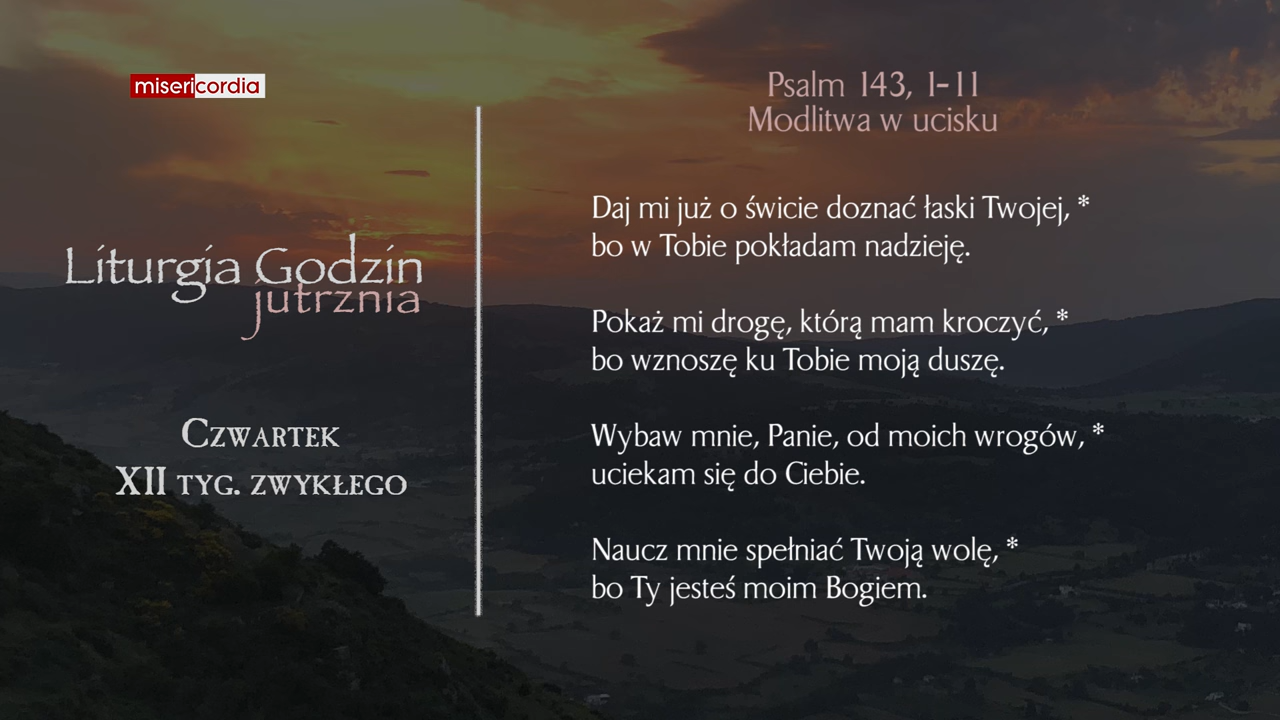 misericordia
Liturgia Godzin
jutrznia
Czwartek
XII tyg. zwykłego
Psalm 143, 1-11
Modlitwa w ucisku
Daj mi już o świcie doznać łaski Twojej, *
bo w Tobie pokładam nadzieję.
Pokaż mi drogę, którą mam kroczyć, *
bo wznoszę ku Tobie moją duszę.
Wybaw mnie, Panie, od moich wrogów, *
uciekam się do Ciebie.
Naucz mnie spełniać Twoją wolę, *
bo Ty jesteś moim Bogiem.